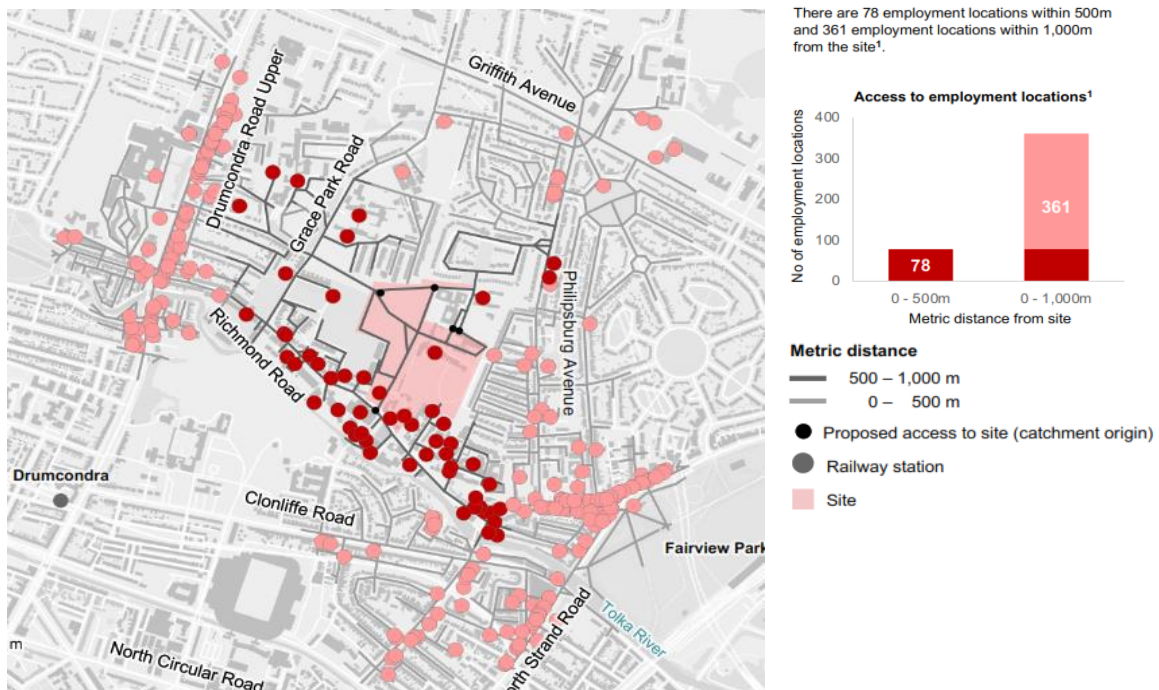 There are 78 employment locations within 500m
and 361 employment locations within 1,000m
from the site¹.
Access to employment locations¹
No of employment locations
400
300
200
100
0
78
361
0 - 500m
0 - 1,000m
Metric distance from site
Metric distance
500 – 1,000 m
0 – 500 m
Proposed access to site (catchment origin)
Railway station
Site
Griffith Avenue
Drumcondra Road Upper
Grace Park Road
Philipsburg Avenue
Richmond Road
Drumcondra
Clonliffe Road
Fairview Park
Tolka River
orth Strand Road
North Circular Road
m